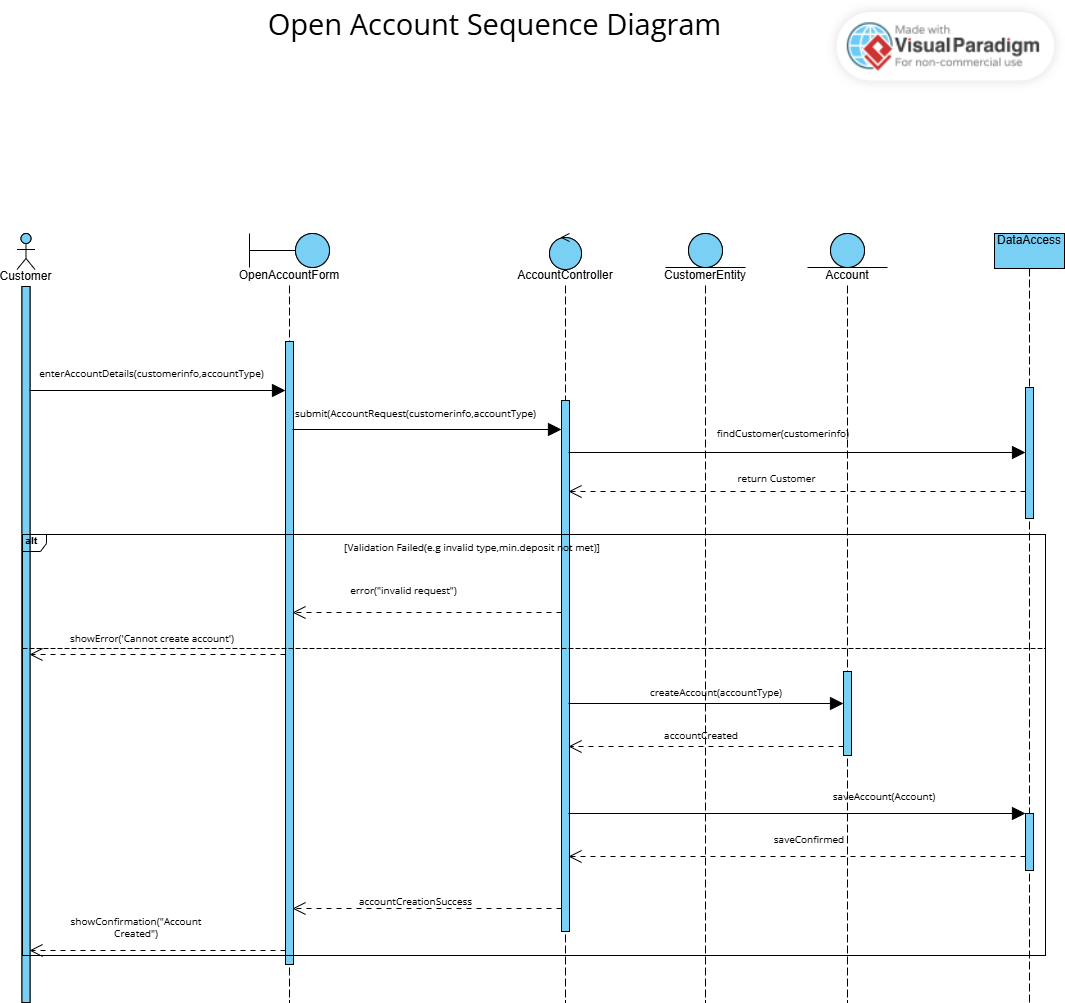 Open Account Sequence Diagram
Made with
Visual Paradigm
For non-commercial use
Customer
OpenAccountForm
AccountController
CustomerEntity
Account
DataAccess
enterAccountDetails(customerinfo,accountType)
submit(AccountRequest(customerinfo,accountType)
findCustomer(customerinfo)
return Customer
alt
[Validation Failed(e.g invalid type,min.deposit not met)]
error("invalid request")
showError('Cannot create account')
createAccount(accountType)
accountCreated
saveAccount(Account)
saveConfirmed
accountCreationSuccess
showConfirmation("Account
Created")